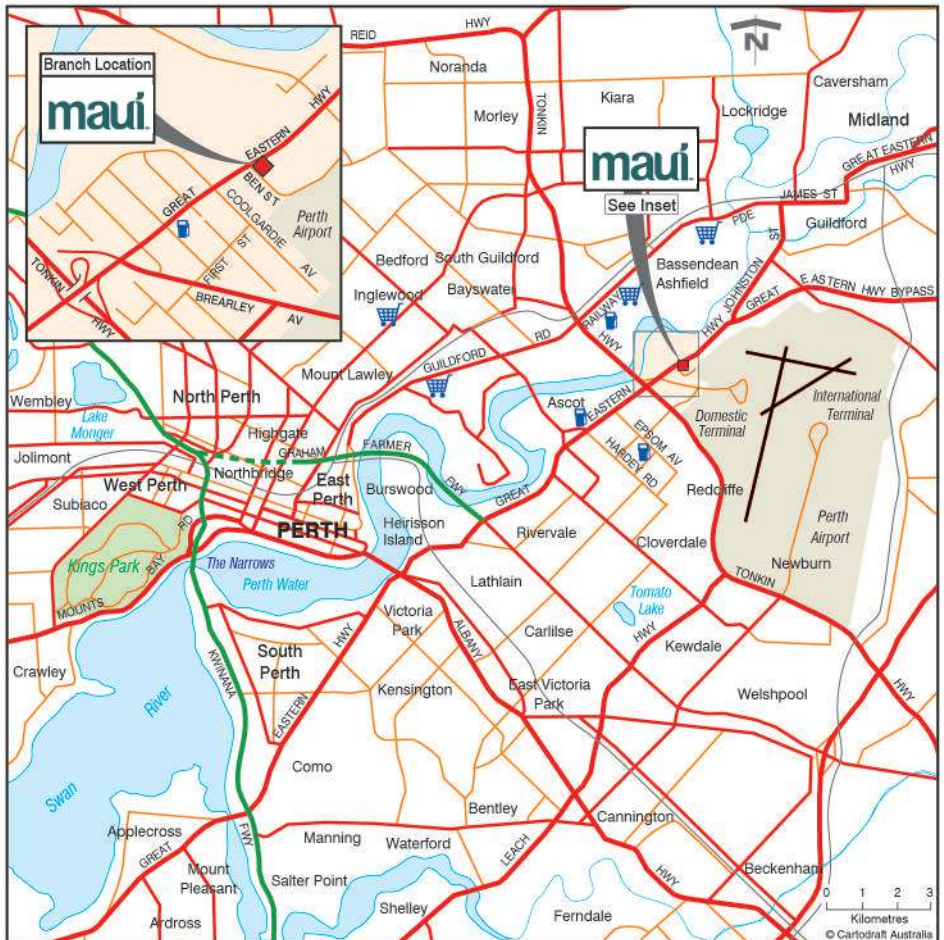 Branch Location
maui
EASTERN
HWY
GREAT
BEN ST
COOLGARDIE
AV
FIRST
ST
Perth
Airport
TONKIN
HWY
BREARLEY
AV
REID
HWY
Noranda
Morley
TONKIN
HWY
Kiara
Lockridge
Caversham
Midland
N
maui
See Inset
GREAT EASTERN
HWY
JAMES ST
PDE
Guildford
Bedford
South Guildford
Bayswater
Inglewood
Bassendean
Ashfield
RAILWAY
JOHNSTON
ST
GREAT
EASTERN HWY BYPASS
HWY
HWY
GUILDFORD
RD
Mount Lawley
Wembley
Lake
Monger
North Perth
Highgate
Jolimont
Northbridge
GRAHAM
FARMER
FWY
East
Perth
Burswood
West Perth
Subiaco
PERTH
Heirisson
Island
Ascot
EASTERN
GREAT
EPSOM AV
HARDEY RD
Domestic
Terminal
International
Terminal
Redcliffe
Perth
Airport
Newburn
Rivervale
Cloverdale
TONKIN
HWY
Kings Park
MOUNTS
BAY
RD
The Narrows
Perth Water
Lathlain
Tomato
Lake
HWY
Victoria
Park
ALBANY
Carlilse
Kewdale
Crawley
South
Perth
KWINANA
FWY
HWY
EASTERN
Kensington
East Victoria
Park
Welshpool
Swan
River
Como
Bentley
Cannington
Applecross
GREAT
Manning
Waterford
LEACH
HWY
Beckenham
Mount
Pleasant
Salter Point
Ardross
Shelley
Ferndale
0 1 2 3
Kilometres
© Cartodraft Australia